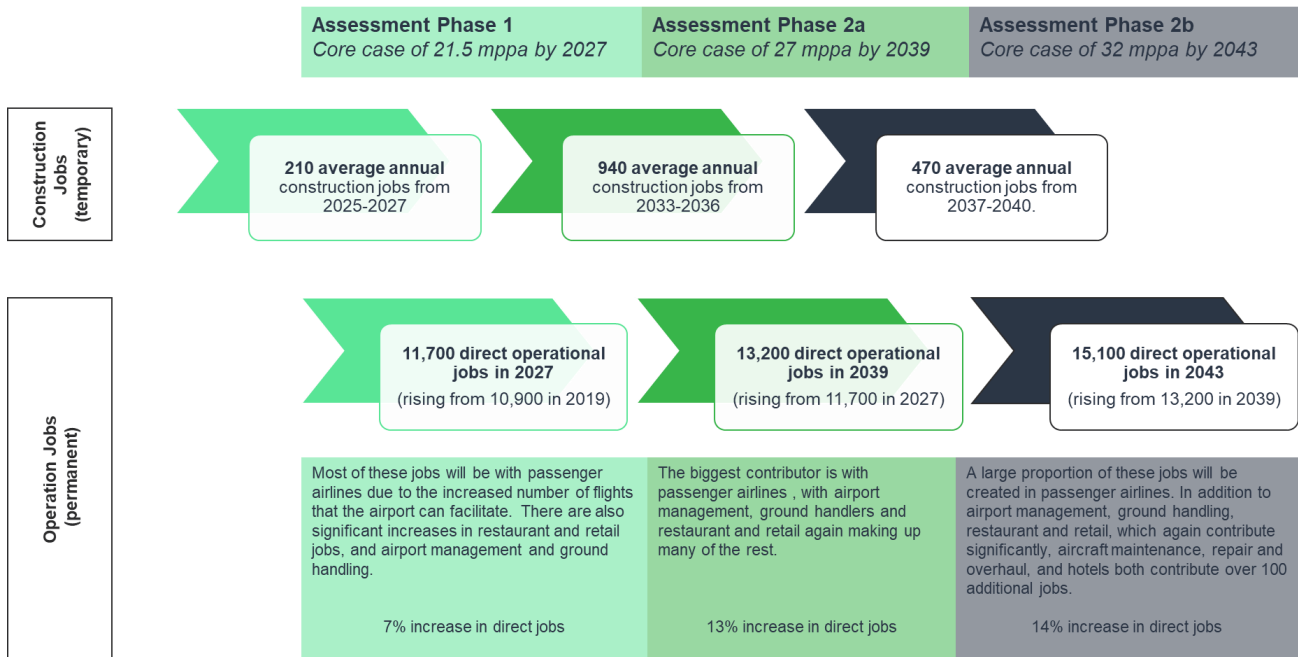 Assessment Phase 1
Core case of 21.5 mppa by 2027
Assessment Phase 2a
Core case of 27 mppa by 2039
Assessment Phase 2b
Core case of 32 mppa by 2043
Construction
Jobs
(temporary)
210 average annual
construction jobs from
2025-2027
940 average annual
construction jobs from
2033-2036
470 average annual
construction jobs from
2037-2040.
Operation Jobs
(permanent)
11,700 direct operational
jobs in 2027
(rising from 10,900 in 2019)
13,200 direct operational
jobs in 2039
(rising from 11,700 in 2027)
15,100 direct operational
jobs in 2043
(rising from 13,200 in 2039)
Most of these jobs will be with passenger
airlines due to the increased number of flights
that the airport can facilitate. There are also
significant increases in restaurant and retail
jobs, and airport management and ground
handling.
7% increase in direct jobs
The biggest contributor is with
passenger airlines , with airport
management, ground handlers and
restaurant and retail again making up
many of the rest.
13% increase in direct jobs
A large proportion of these jobs will be
created in passenger airlines. In addition to
airport management, ground handling,
restaurant and retail, which again contribute
significantly, aircraft maintenance, repair and
overhaul, and hotels both contribute over 100
additional jobs.
14% increase in direct jobs